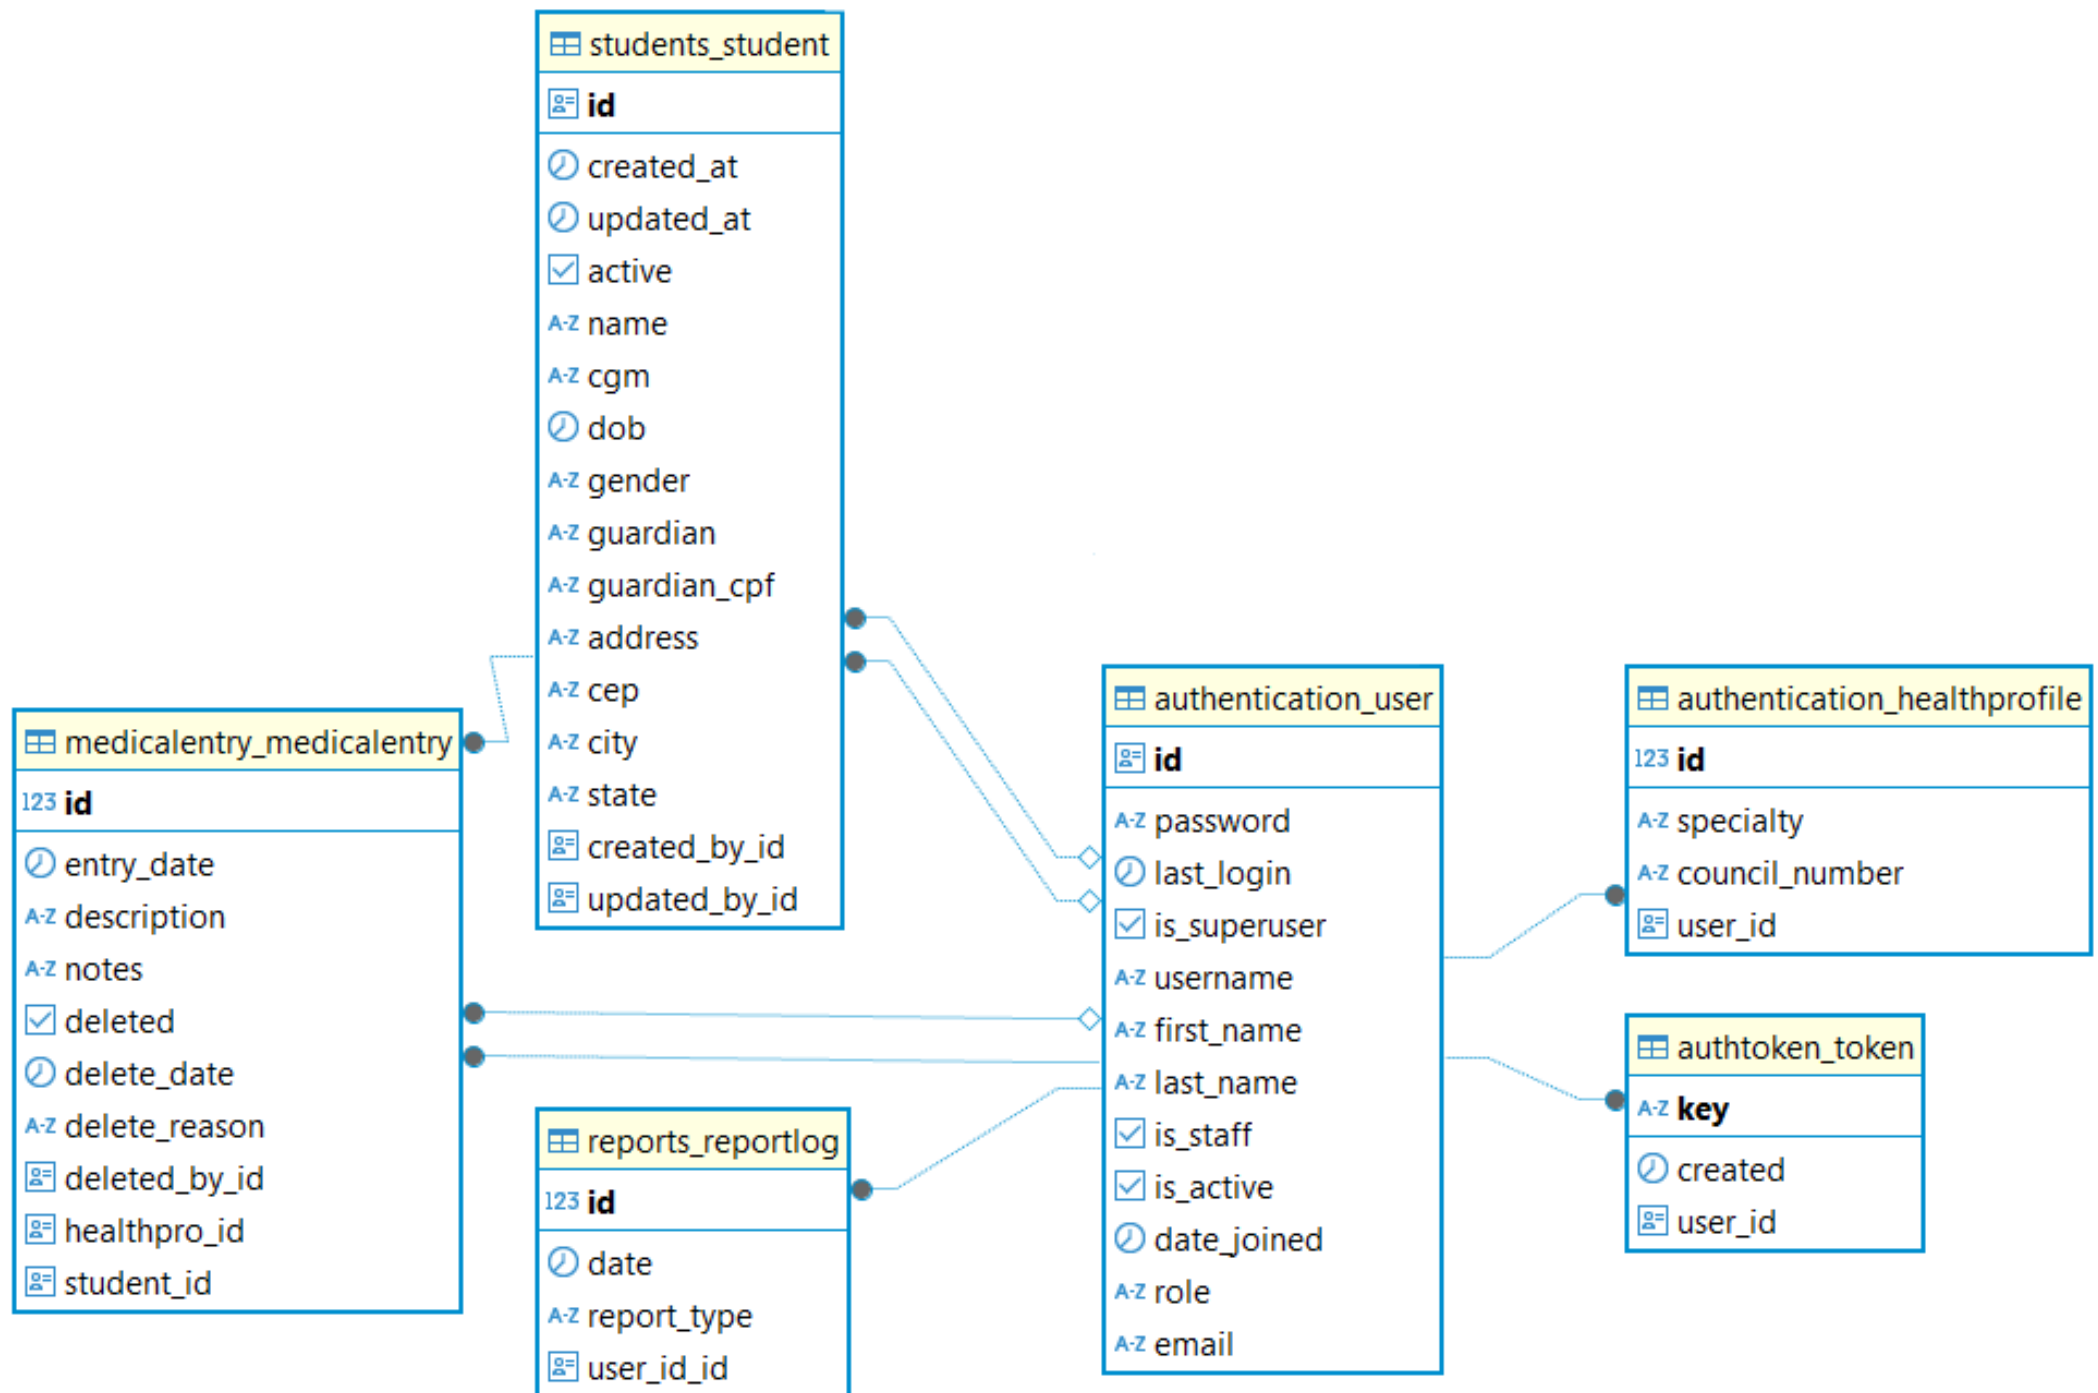 students_student
id
created_at
updated_at
active
A-Z name
A-Z cgm
dob
A-Z gender
A-Z guardian
A-Z guardian_cpf
A-Z address
A-Z cep
A-Z city
A-Z state
created_by_id
updated_by_id
medicalentry_medicalentry
123 id
entry_date
A-Z description
A-Z notes
deleted
delete_date
A-Z delete_reason
deleted_by_id
healthpro_id
student_id
reports_reportlog
123 id
date
A-Z report_type
user_id_id
authentication_user
id
A-Z password
last_login
is_superuser
A-Z username
A-Z first_name
A-Z last_name
is_staff
is_active
date_joined
A-Z role
A-Z email
authentication_healthprofile
123 id
A-Z specialty
A-Z council_number
user_id
authtoken_token
A-Z key
created
user_id